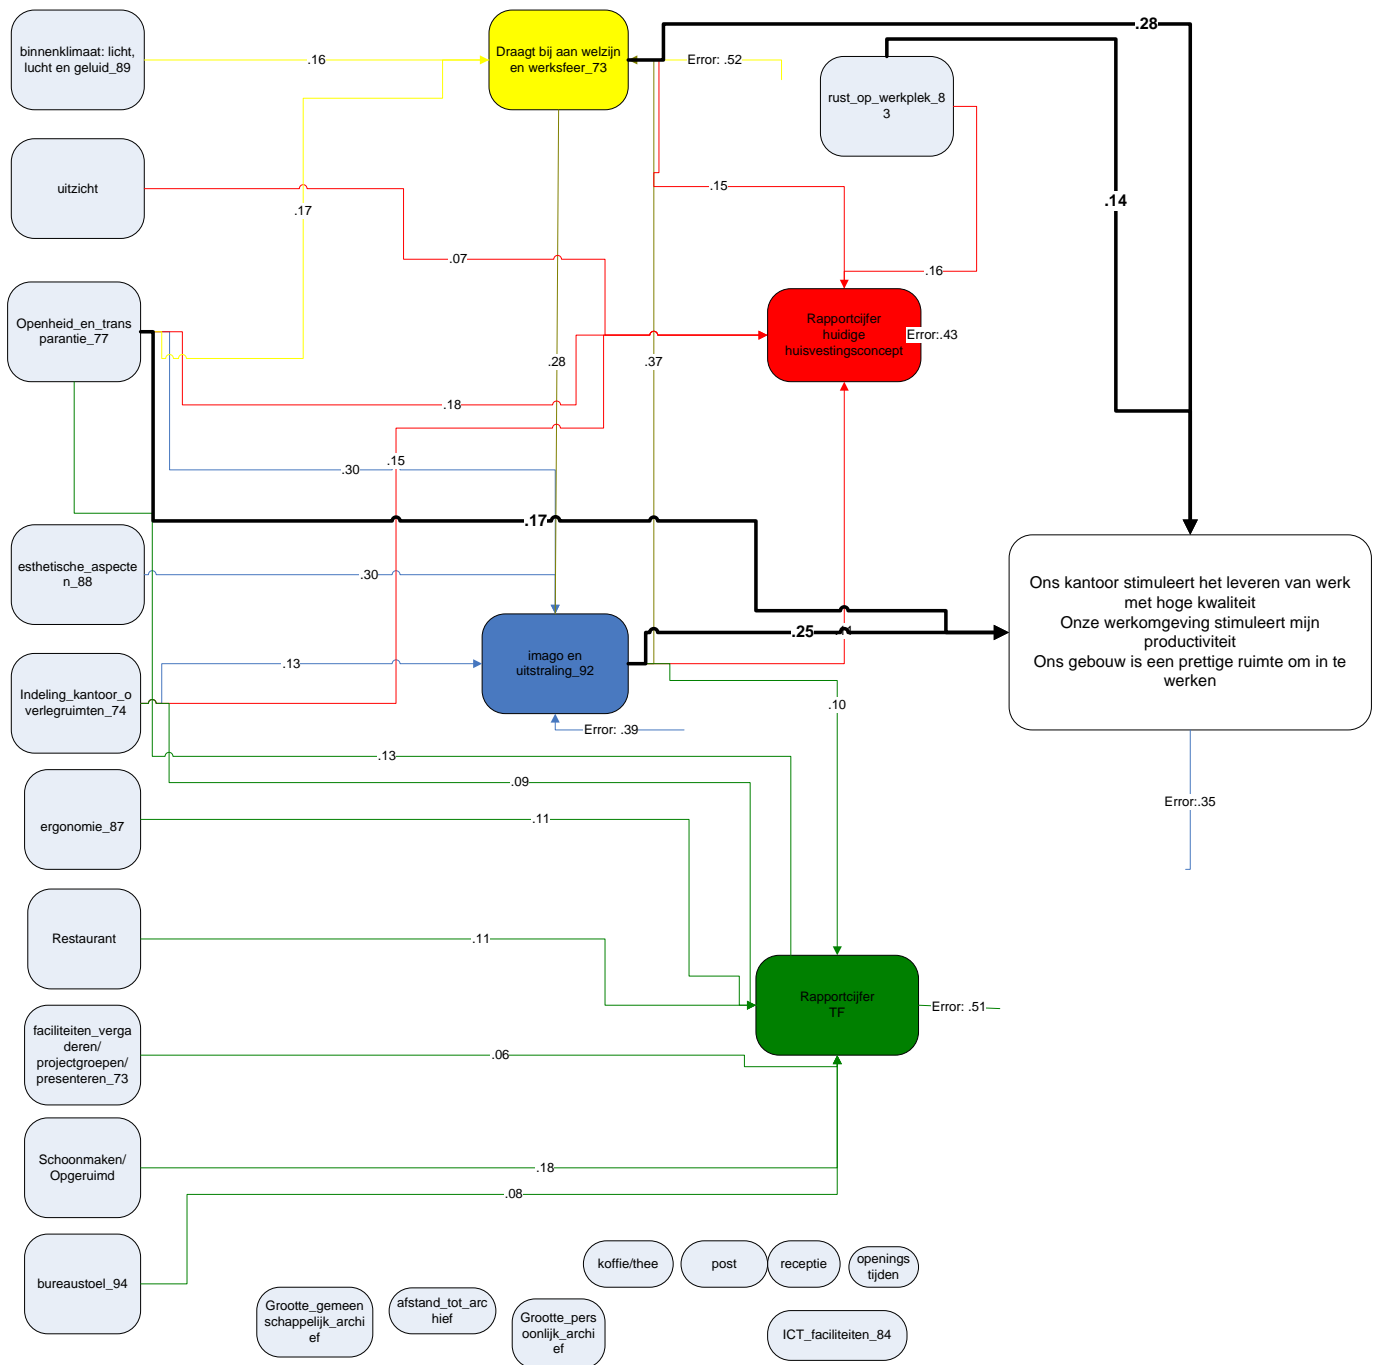 binnenklimaat: licht,
lucht en geluid_89
.16
Draagt bij aan welzijn
en werksfeer_73
Error: .52
.28
rust_op_werkplek_8
3
uitzicht
.17
.15
.14
.07
.16
Openheid_en_trans
parantie_77
Rapportcijfer
huidige
huisvestingsconcept
Error:.43
.28
.37
.18
.15
.30
.17
esthetische_aspecte
n_88
.30
Ons kantoor stimuleert het leveren van werk
met hoge kwaliteit
Onze werkomgeving stimuleert mijn
productiviteit
Ons gebouw is een prettige ruimte om in te
werken
imago en
uitstraling_92
.25
.13
Indeling_kantoor_o
verlegruimten_74
.10
Error: .39
.13
.09
Error:.35
ergonomie_87
.11
Restaurant
.11
Rapportcijfer
TF
Error: .51
faciliteiten_verga
deren/
projectgroepen/
presenteren_73
.06
Schoonmaken/
Opgeruimd
.18
.08
bureaustoel_94
koffie/thee
post
receptie
openings
tijden
Grootte_gemeen
schappelijk_archi
ef
afstand_tot_arc
hief
Grootte_pers
oonlijk_archi
ef
ICT_faciliteiten_84